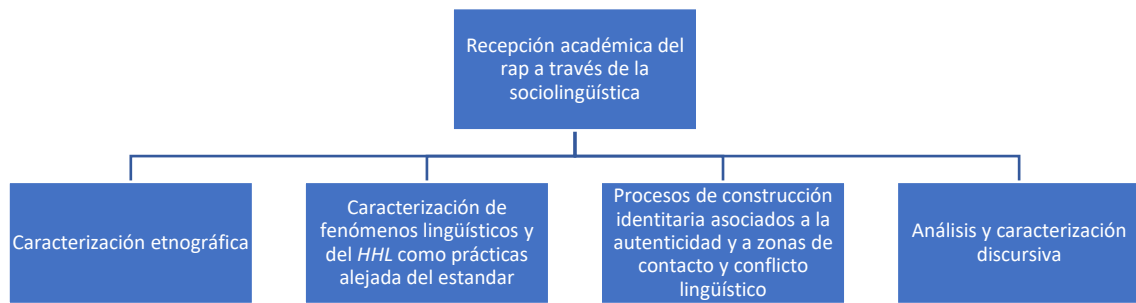 Recepción académica del
rap a través de la
sociolingüística
Caracterización etnográfica
Caracterización de
fenómenos lingüísticos y
del HHL como prácticas
alejada del estandar
Procesos de construcción
identitaria asociados a la
autenticidad y a zonas de
contacto y conflicto
lingüístico
Análisis y caracterización
discursiva